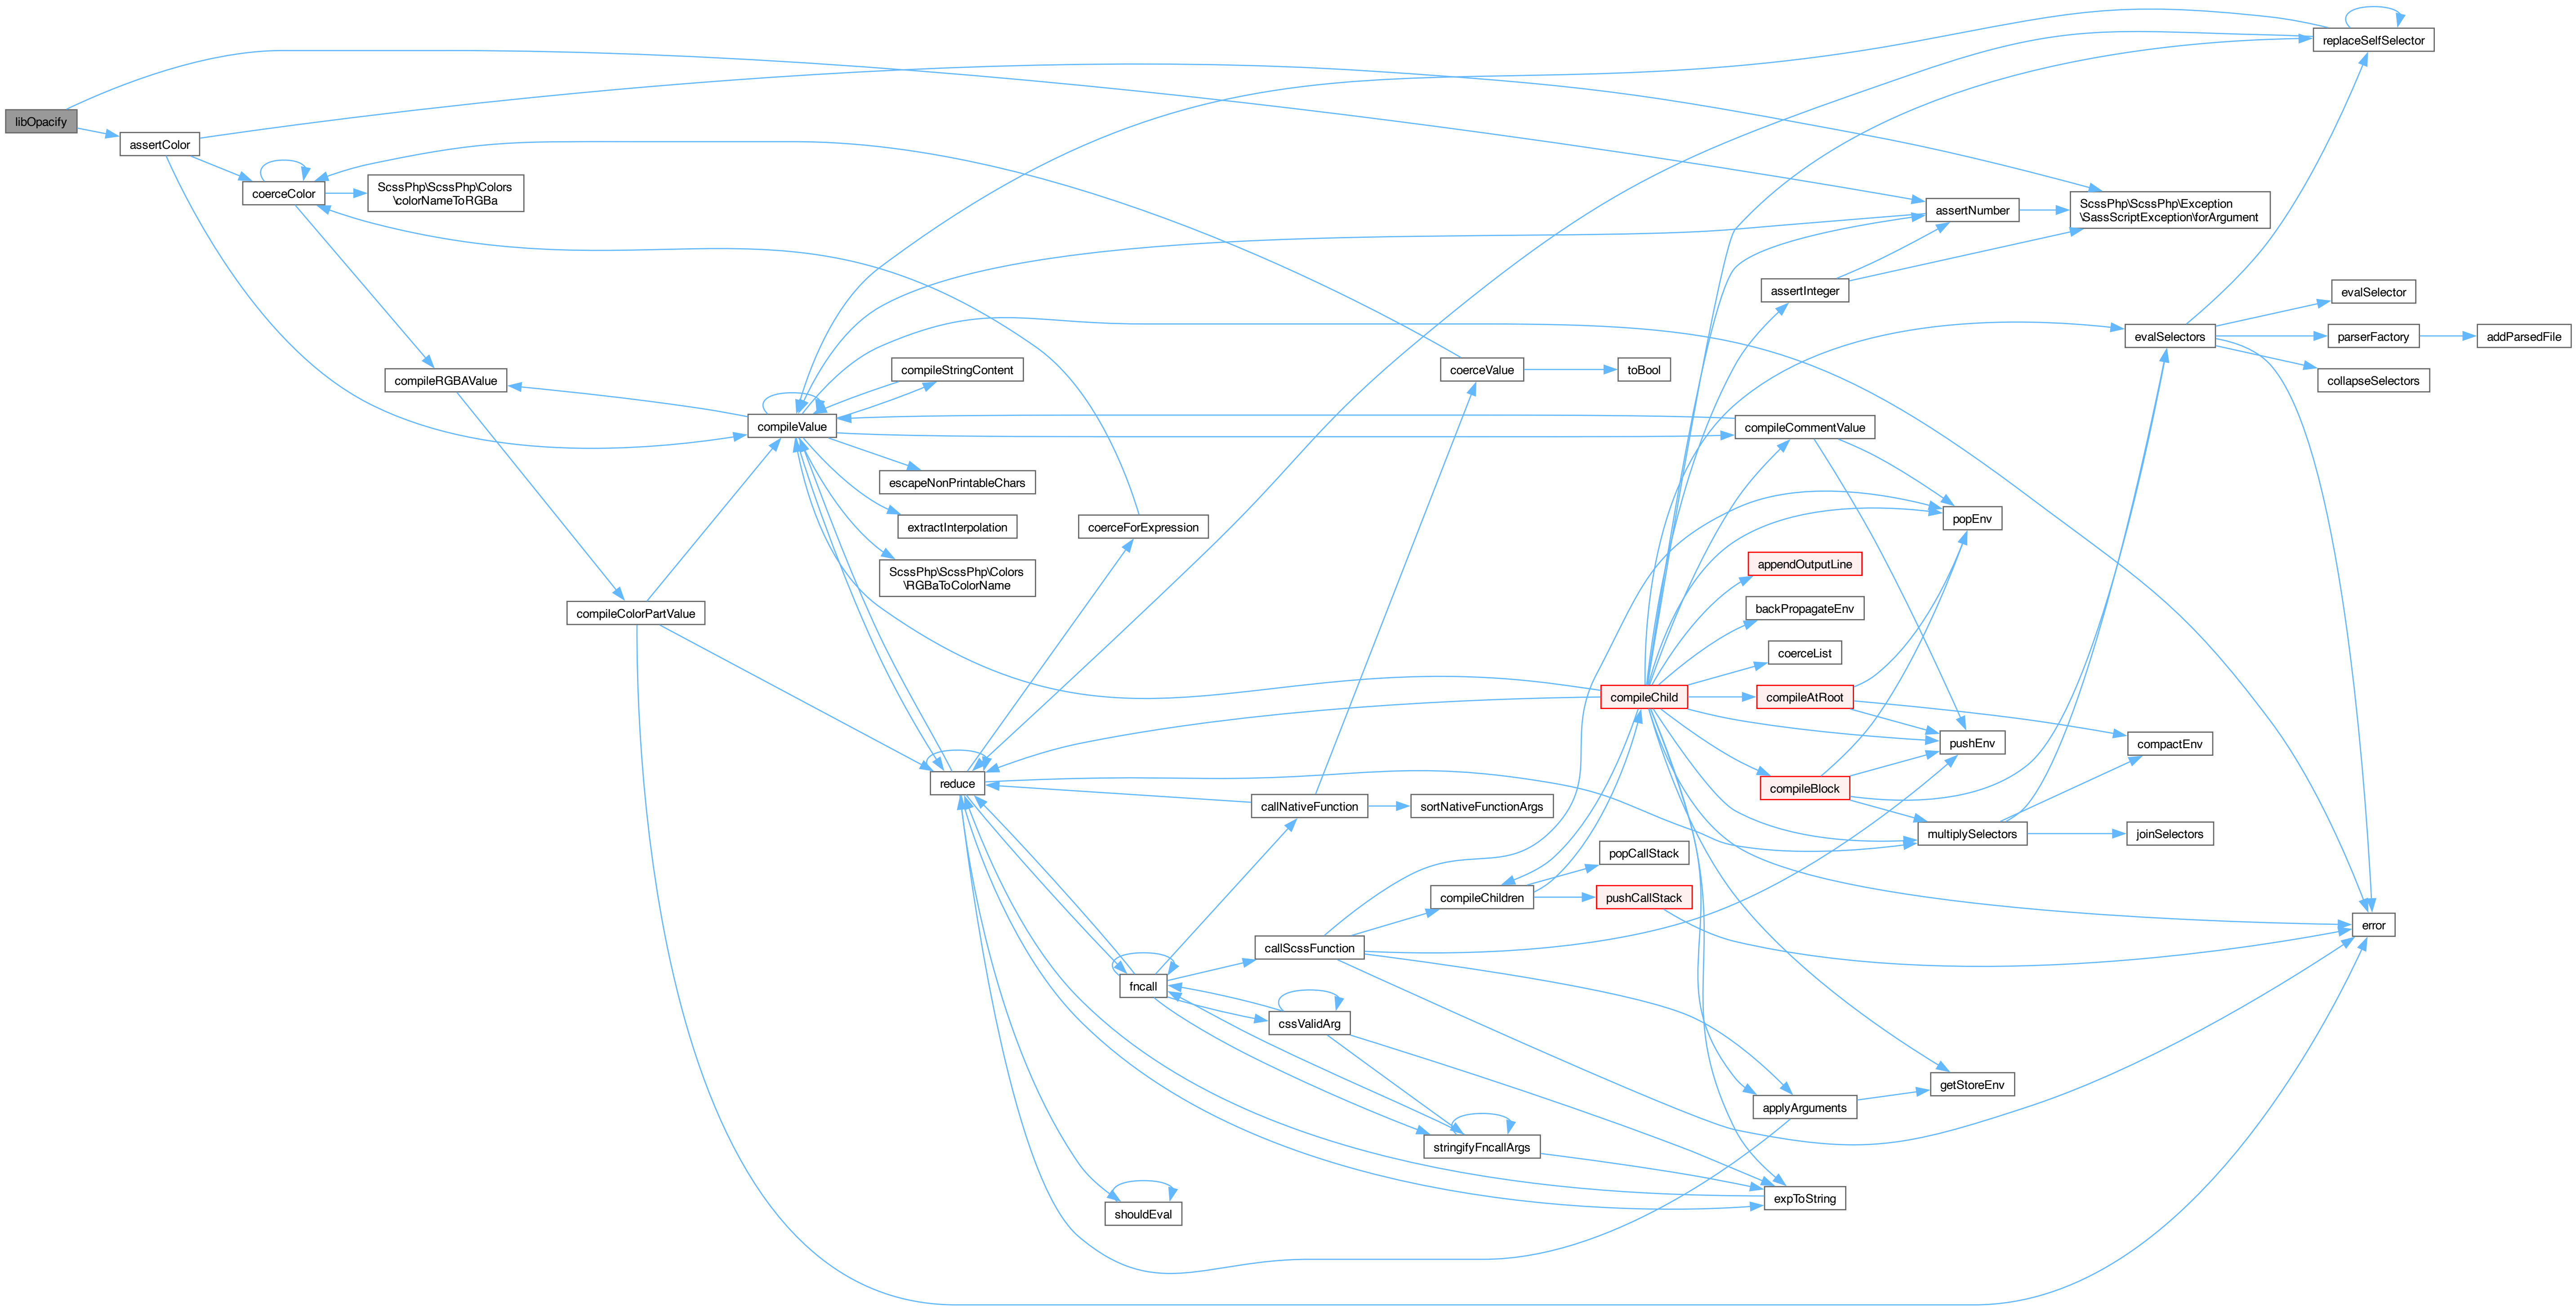 libOpacify
assertColor
coerceColor
ScssPhp\ScssPhp\Colors
\colorNameToRGBa
compileRGBAValue
compileColorPartValue
compileValue
compileStringContent
escapeNonPrintableChars
extractInterpolation
ScssPhp\ScssPhp\Colors
\RGBaToColorName
reduce
coerceForExpression
fncall
shouldEval
callNativeFunction
callScssFunction
cssValidArg
coerceValue
sortNativeFunctionArgs
compileChildren
stringifyFncallArgs
toBool
compileChild
popCallStack
pushCallStack
assertInteger
compileCommentValue
appendOutputLine
backPropagateEnv
coerceList
compileAtRoot
compileBlock
applyArguments
expToString
assertNumber
popEnv
pushEnv
multiplySelectors
getStoreEnv
ScssPhp\ScssPhp\Exception
\SassScriptException\forArgument
evalSelectors
compactEnv
joinSelectors
replaceSelfSelector
evalSelector
parserFactory
collapseSelectors
error
addParsedFile